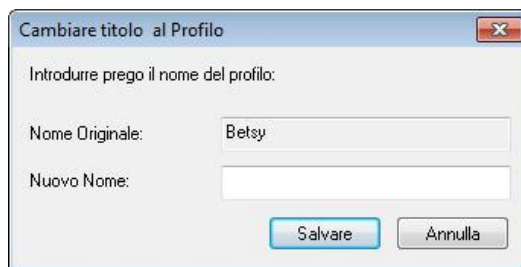 Cambiare titolo al Profilo
Introdurre prego il nome del profilo:
Nome Originale: Betsy
Nuovo Nome:
Salvare Annulla